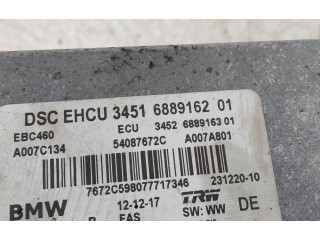 DSC EHCU 3451 6889162 01
EBC460 ECU 3452 6889163 01
A007C134 54087672C A007A801
7672C598077717346 231220-10
BMW 12-12-17 TRW DE
EAS SW: WW